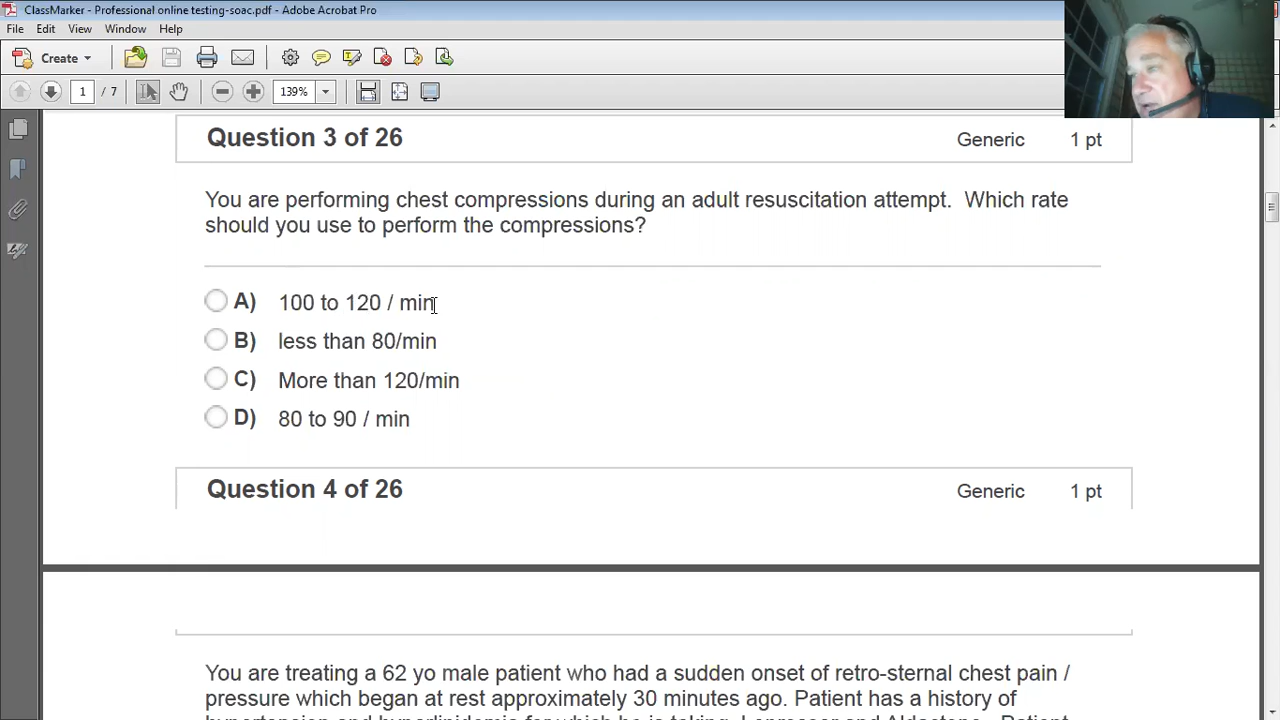 ClassMarker - Professional online testing-soac.pdf - Adobe Acrobat Pro
File Edit View Window Help
Create
1 / 7 139%
Question 3 of 26 Generic 1 pt
You are performing chest compressions during an adult resuscitation attempt. Which rate
should you use to perform the compressions?
A) 100 to 120 / min
B) less than 80/min
C) More than 120/min
D) 80 to 90 / min
Question 4 of 26 Generic 1 pt
You are treating a 62 yo male patient who had a sudden onset of retro-sternal chest pain /
pressure which began at rest approximately 30 minutes ago. Patient has a history of